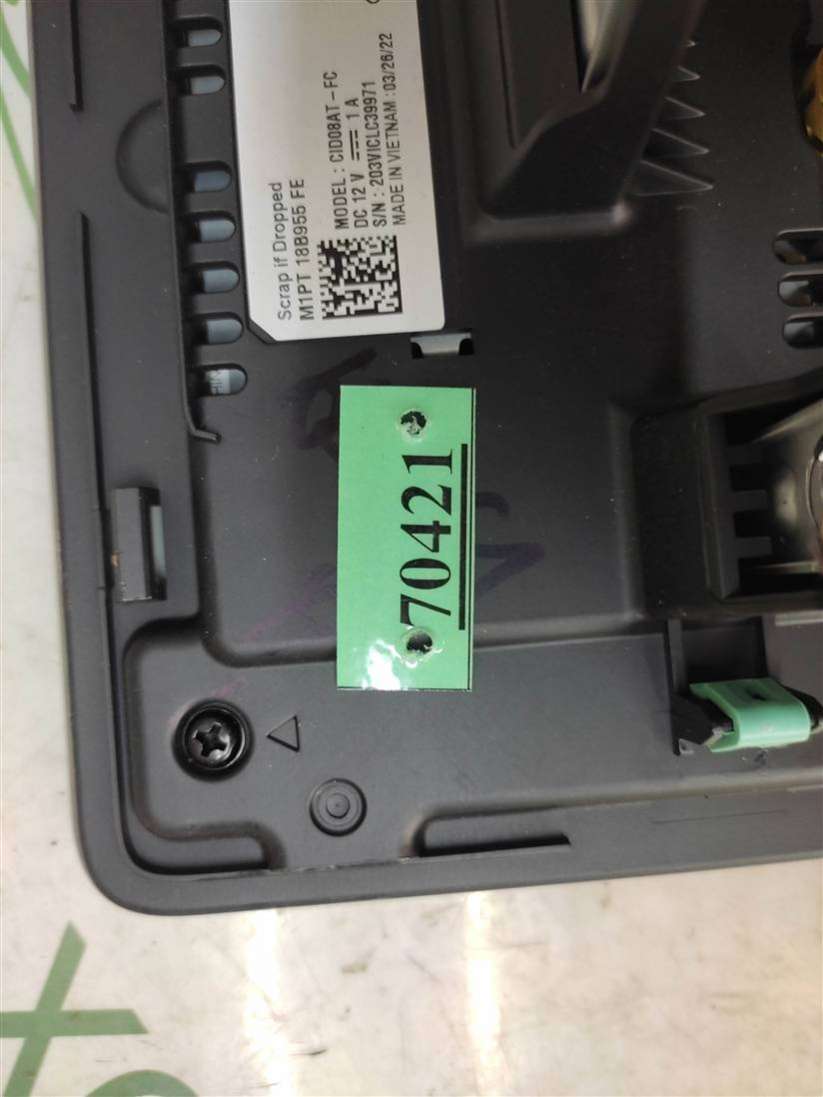 Scrap if Dropped
M1PT 18B955 FE
MODEL : CID08AT-FC
DC 12 V ⎓ 1 A
S/N : 203VICLC39971
MADE IN VIETNAM :03/26/22
70421